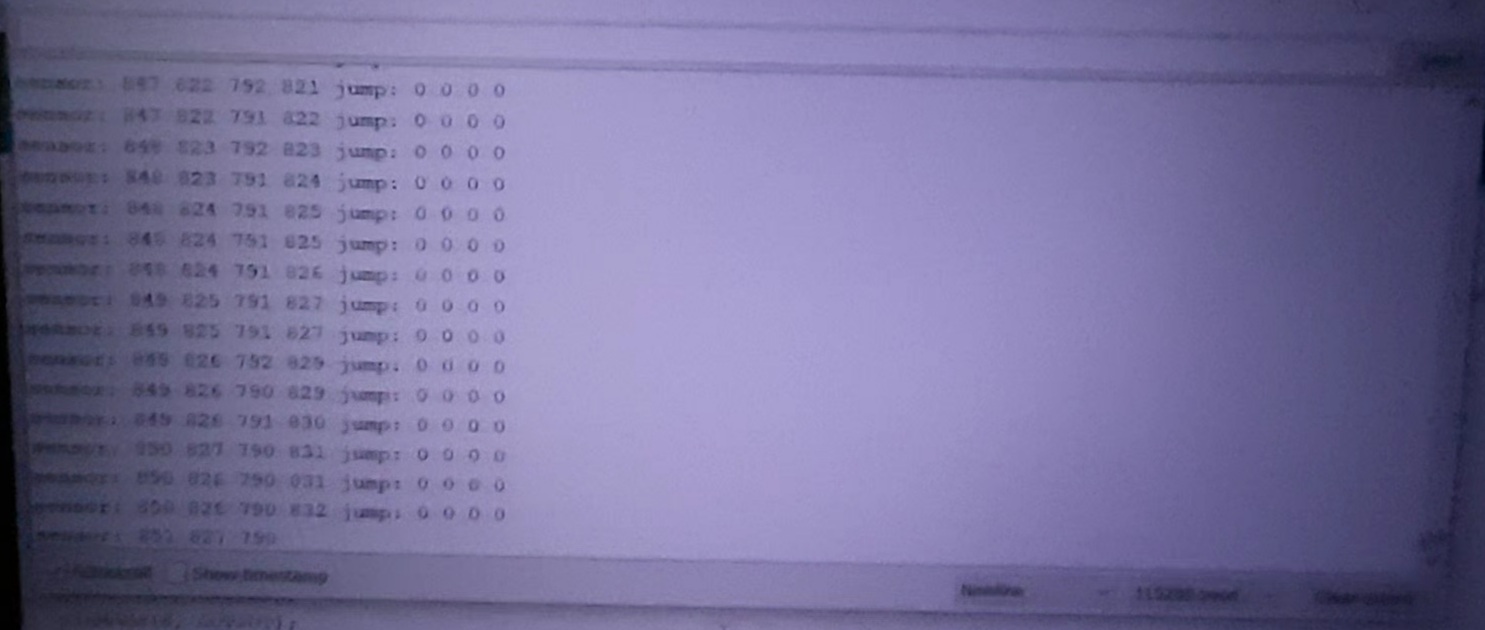 sensor: 847 822 792 821 jump: 0 0 0 0
sensor: 847 822 791 822 jump: 0 0 0 0
sensor: 848 823 792 823 jump: 0 0 0 0
sensor: 848 823 791 824 jump: 0 0 0 0
sensor: 848 824 791 825 jump: 0 0 0 0
sensor: 848 824 791 825 jump: 0 0 0 0
sensor: 848 824 791 826 jump: 0 0 0 0
sensor: 849 825 791 827 jump: 0 0 0 0
sensor: 849 825 791 827 jump: 0 0 0 0
sensor: 849 826 792 829 jump: 0 0 0 0
sensor: 849 826 790 829 jump: 0 0 0 0
sensor: 849 826 791 830 jump: 0 0 0 0
sensor: 850 827 790 831 jump: 0 0 0 0
sensor: 850 826 790 831 jump: 0 0 0 0
sensor: 850 826 790 832 jump: 0 0 0 0
sensor: 851 827 790
Autoscroll Show timestamp Newline 115200 baud Clear output